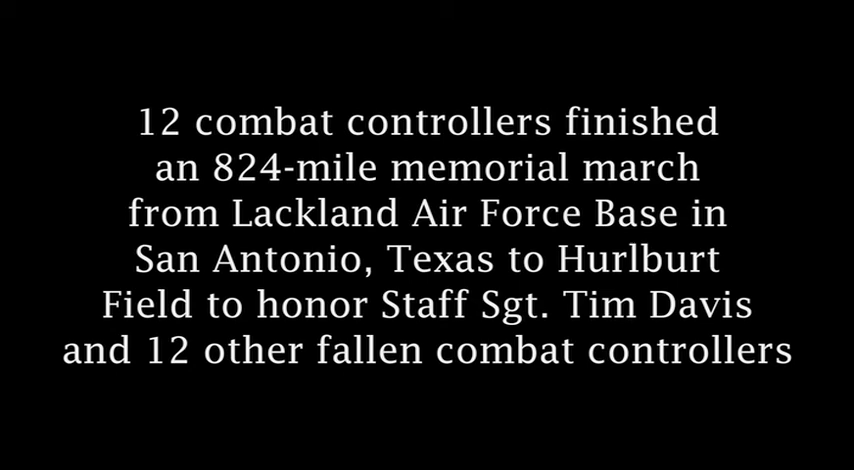 12 combat controllers finished
an 824-mile memorial march
from Lackland Air Force Base in
San Antonio, Texas to Hurlburt
Field to honor Staff Sgt. Tim Davis
and 12 other fallen combat controllers